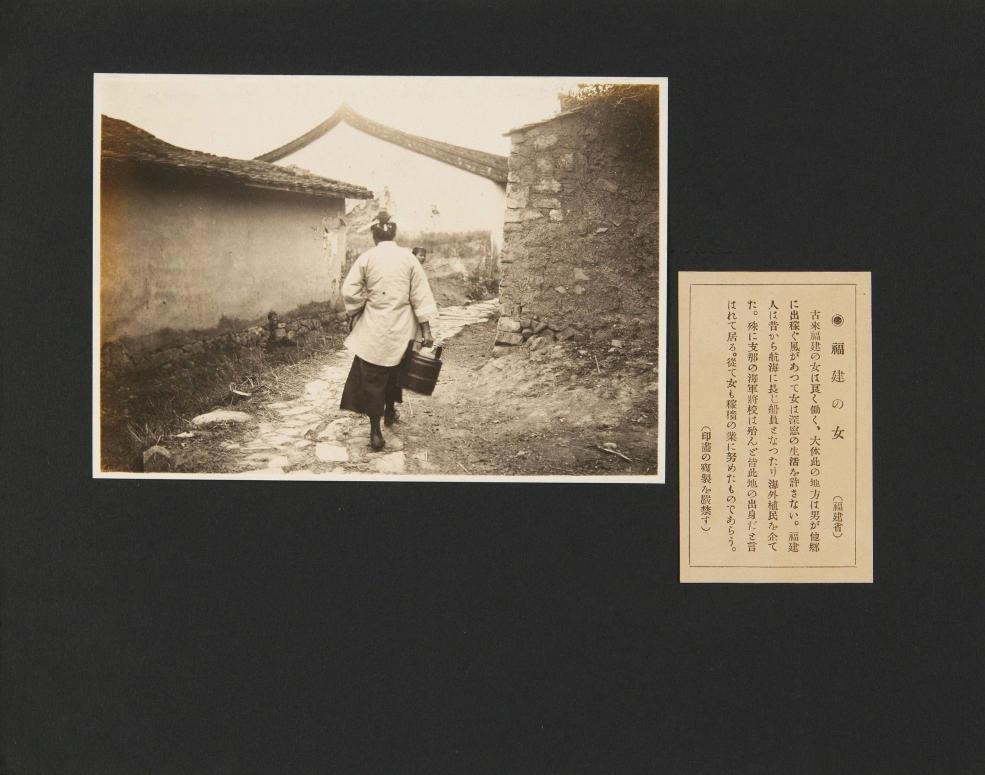 ◉福建の女 （福建省）
古来福建の女は良く働く、大体此の地方は男が他郷
に出稼ぐ風があつて女は深窓の生活を許さない。福建
人は昔から航海に長じ船員となつたり海外植民を企て
た。殊に支那の海軍将校は殆んど皆此地の出身だと言
はれて居る。従て女も稼穡の業に努めたものであらう。
（印画の複製を厳禁す）